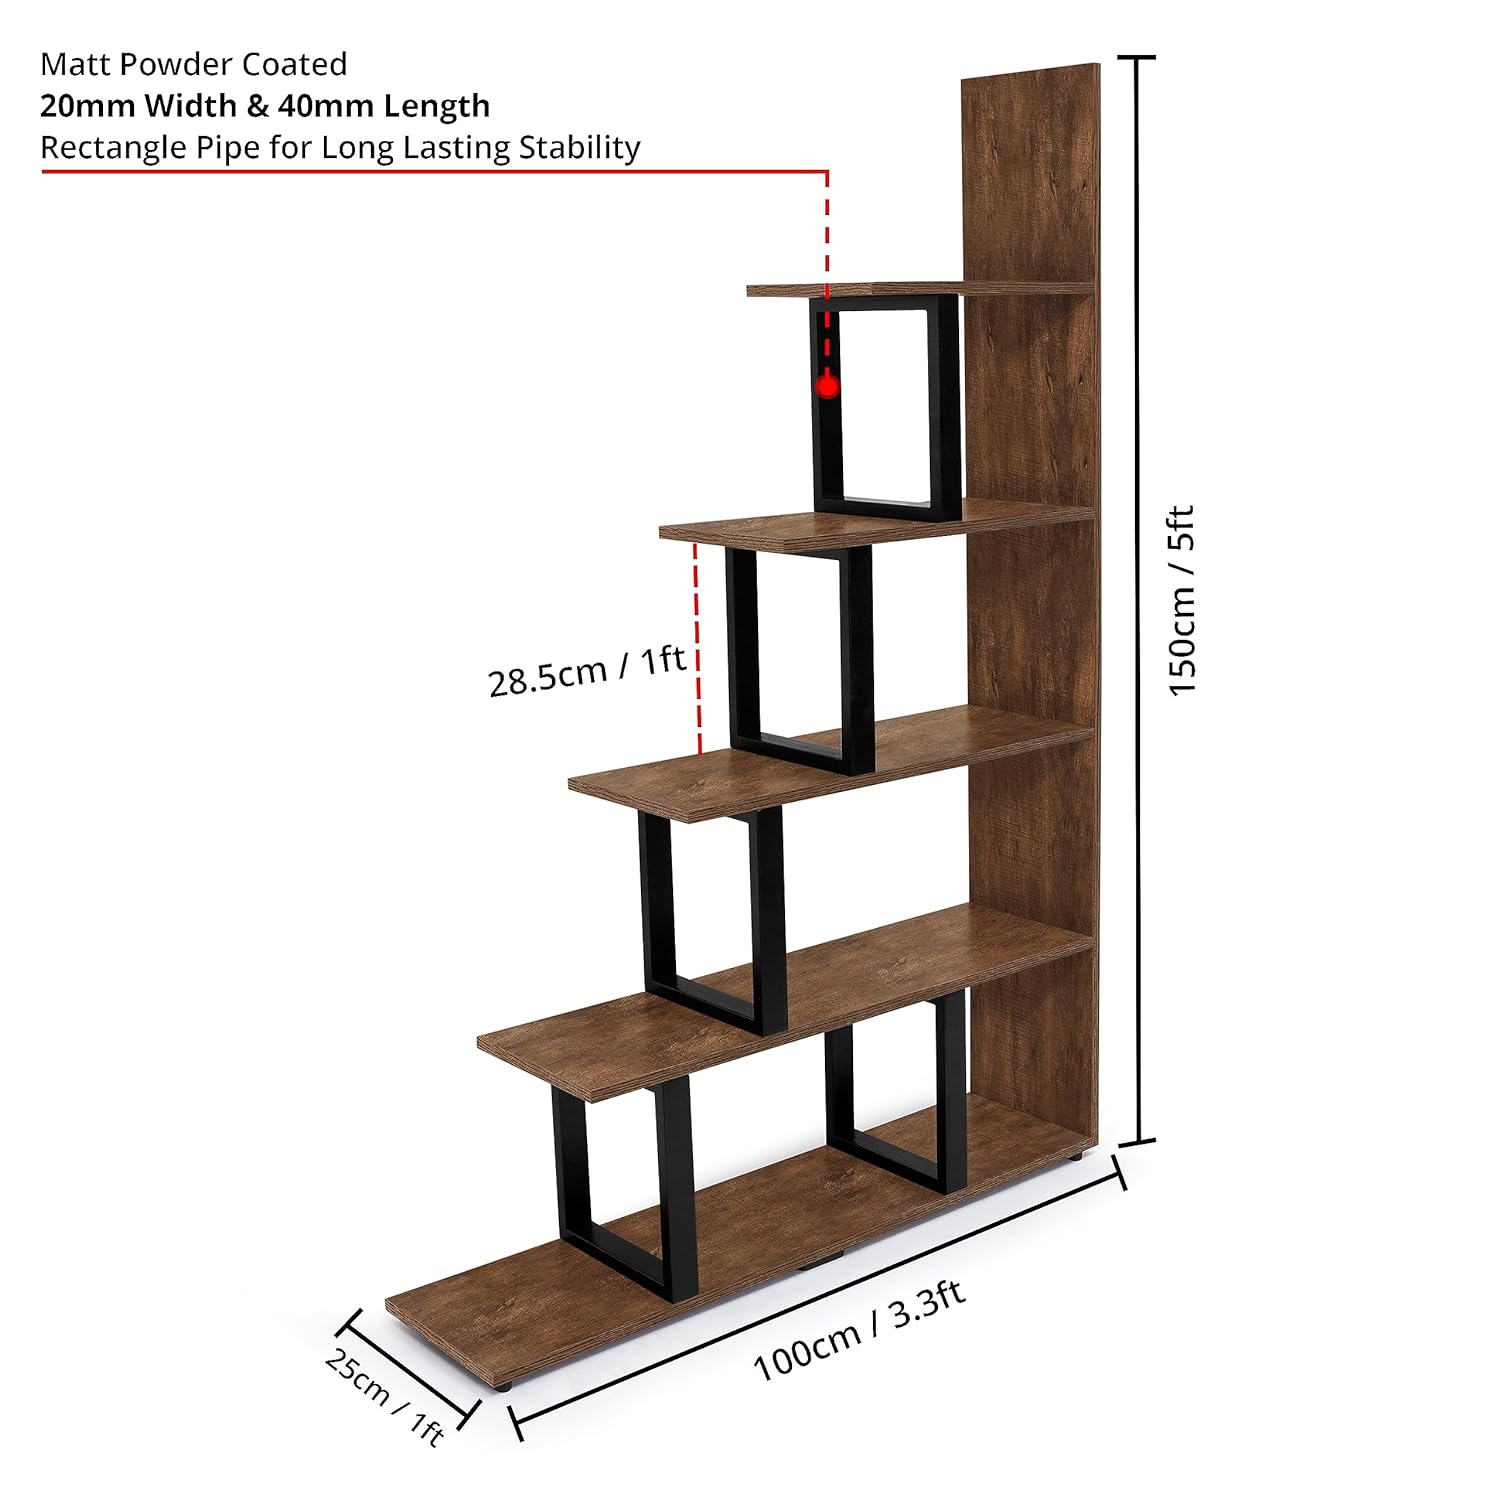 Matt Powder Coated
20mm Width & 40mm Length
Rectangle Pipe for Long Lasting Stability
28.5cm / 1ft
150cm / 5ft
100cm / 3.3ft
25cm / 1ft